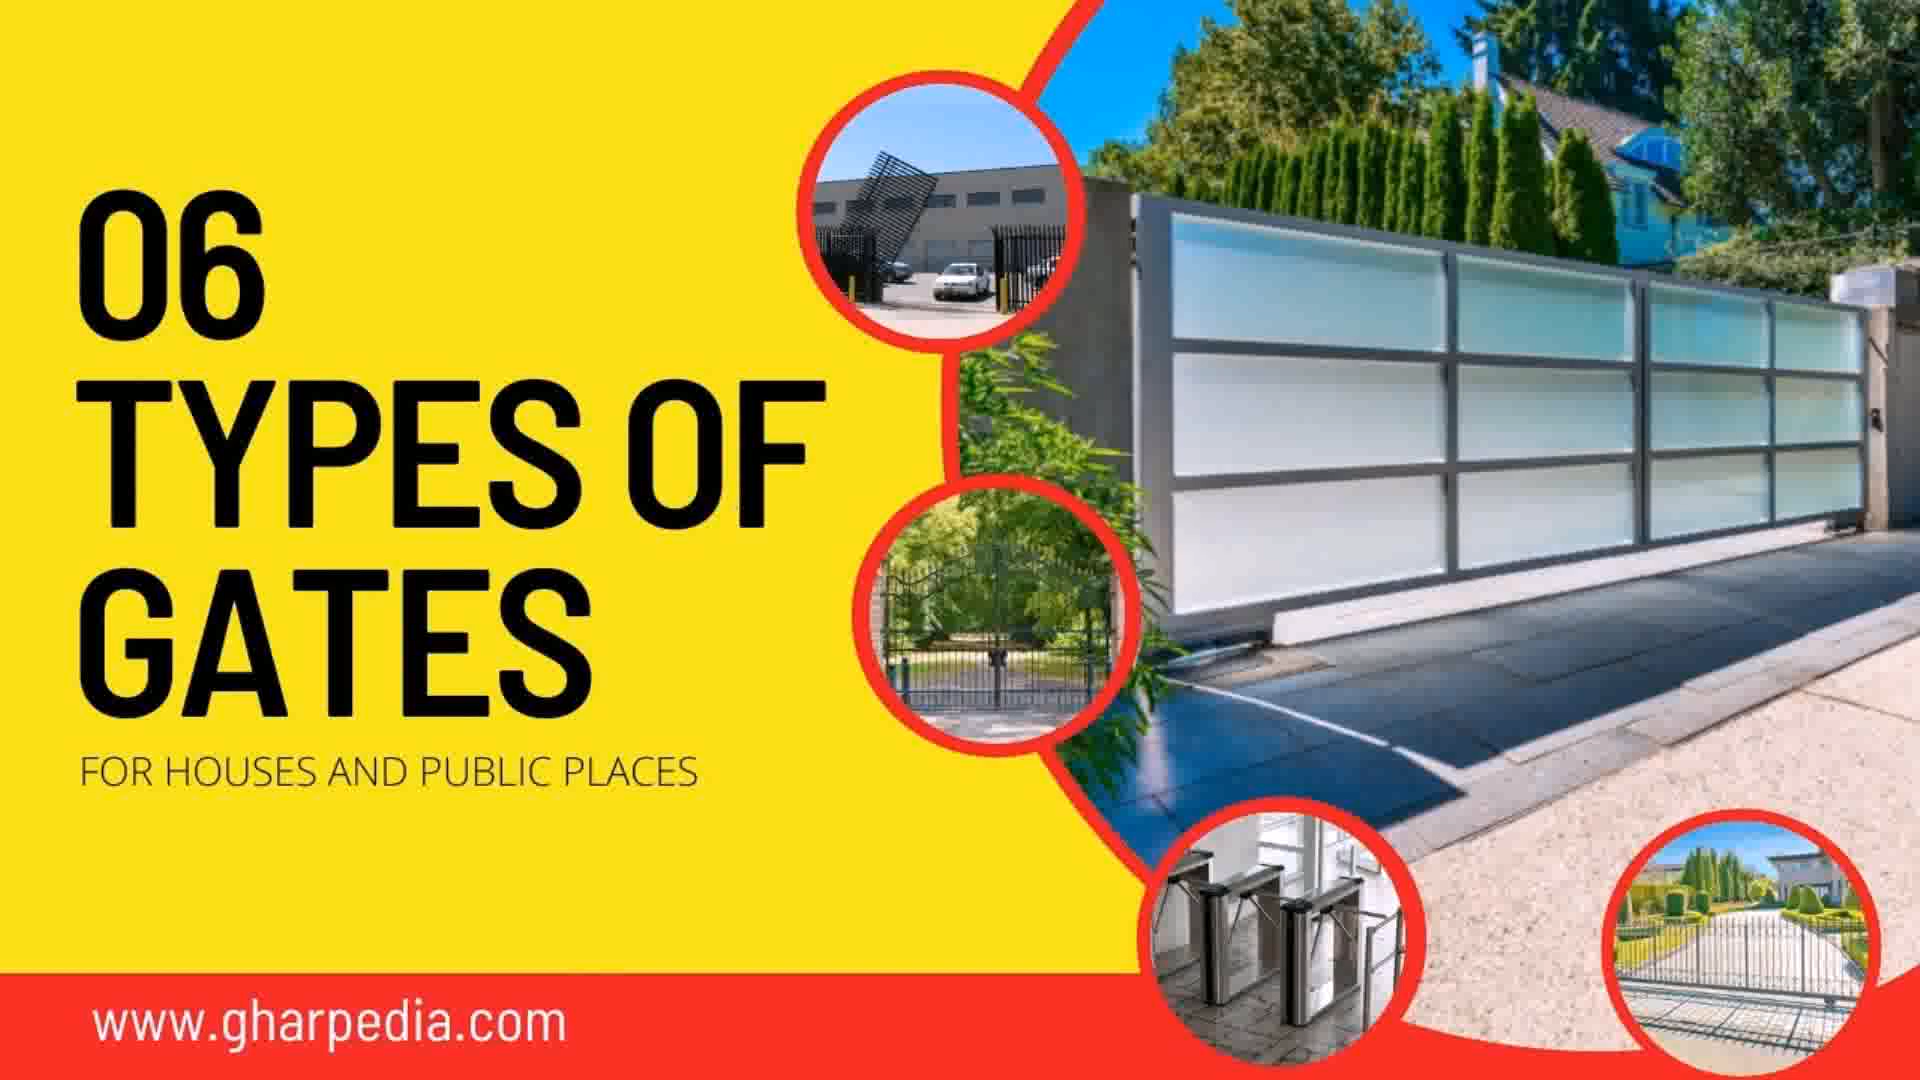 06
TYPES OF
GATES
FOR HOUSES AND PUBLIC PLACES
www.gharpedia.com